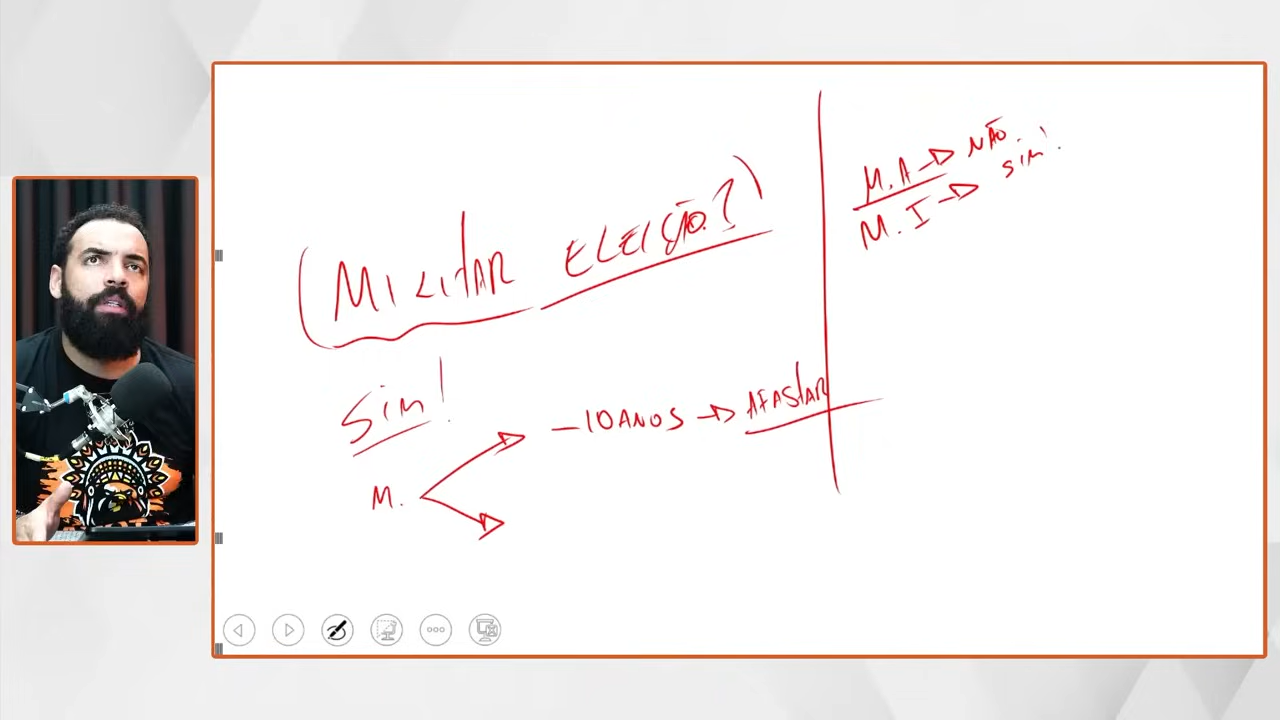 (MILITAR ELEIÇÃO?)
SIM!
M.
-10 ANOS → AFASTAR
M.A → NÃO.
M.I → SIM!